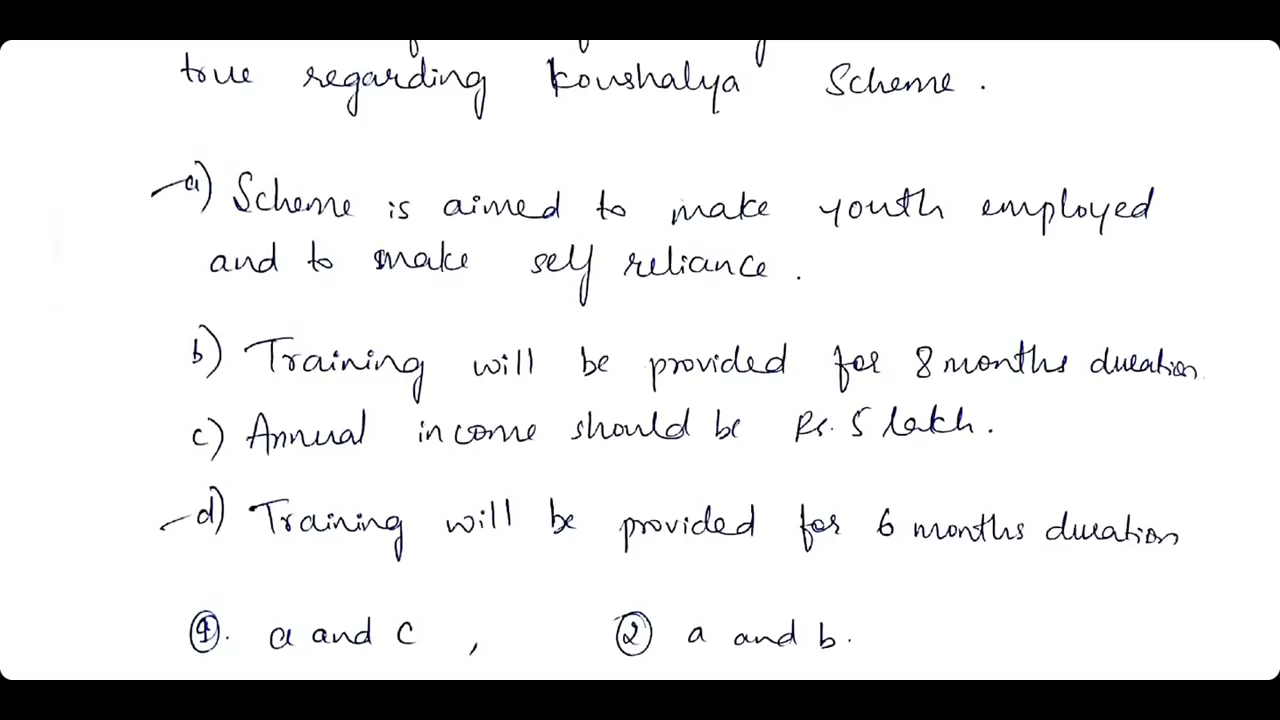 true regarding Koushalya Scheme.
a) Scheme is aimed to make youth employed
and to make self reliance.
b) Training will be provided for 8 months duration
c) Annual income should be Rs. 5 lakh.
d) Training will be provided for 6 months duration
1. a and c , 2 a and b.